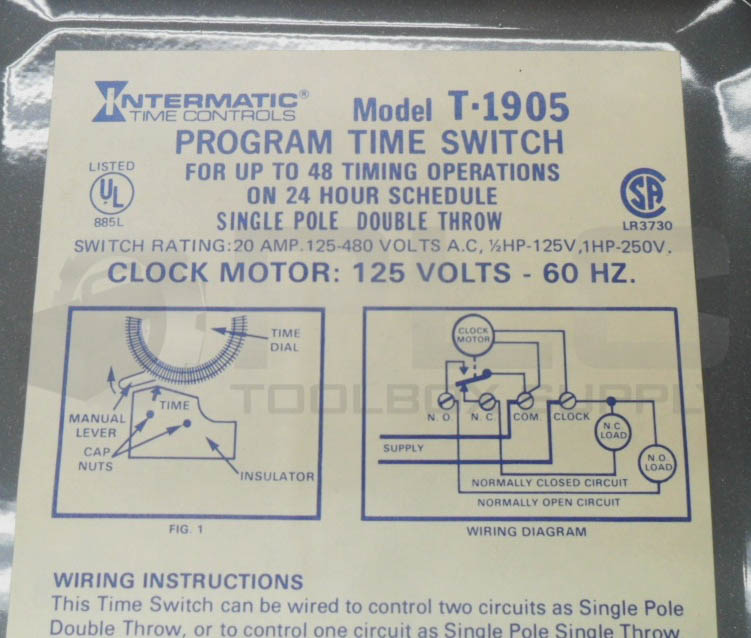 INTERMATIC®
TIME CONTROLS
Model T·1905
PROGRAM TIME SWITCH
LISTED
UL
885L
FOR UP TO 48 TIMING OPERATIONS
ON 24 HOUR SCHEDULE
SINGLE POLE DOUBLE THROW
SA
LR3730
SWITCH RATING:20 AMP.125-480 VOLTS A.C, ½HP-125V,1HP-250V.
CLOCK MOTOR: 125 VOLTS - 60 HZ.
TIME
DIAL
MANUAL
LEVER
TIME
CAP
NUTS
INSULATOR
FIG. 1
CLOCK
MOTOR
N. O.
N. C
COM.
CLOCK
SUPPLY
N.C
LOAD
N.O.
LOAD
NORMALLY CLOSED CIRCUIT
NORMALLY OPEN CIRCUIT
WIRING DIAGRAM
TOOLBOX SUPPLY
WIRING INSTRUCTIONS
This Time Switch can be wired to control two circuits as Single Pole
Double Throw, or to control one circuit as Single Pole Single Throw